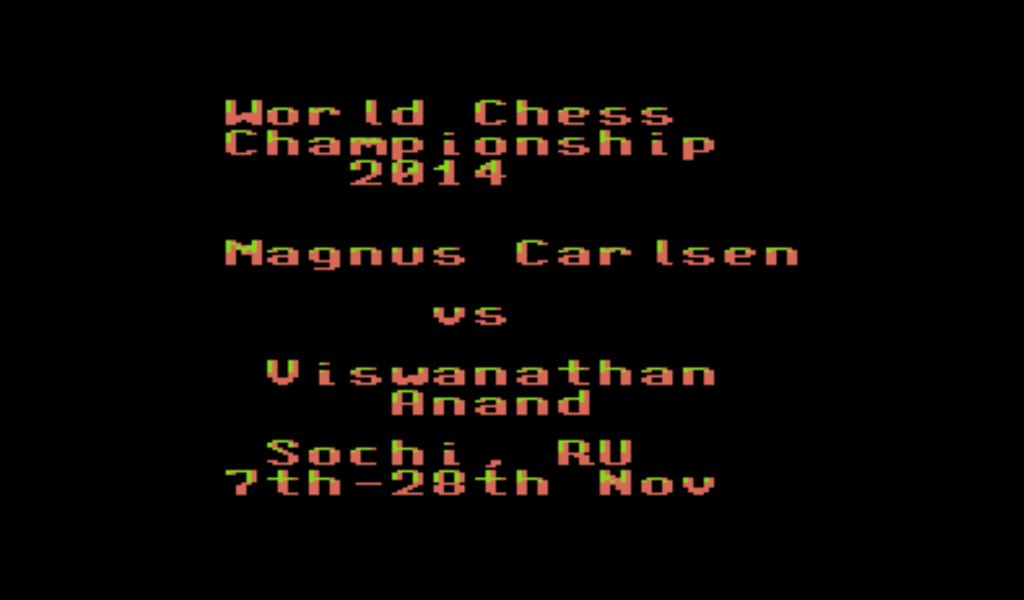 World Chess
Championship
2014
Magnus Carlsen
vs
Viswanathan
Anand
Sochi, RU
7th-28th Nov